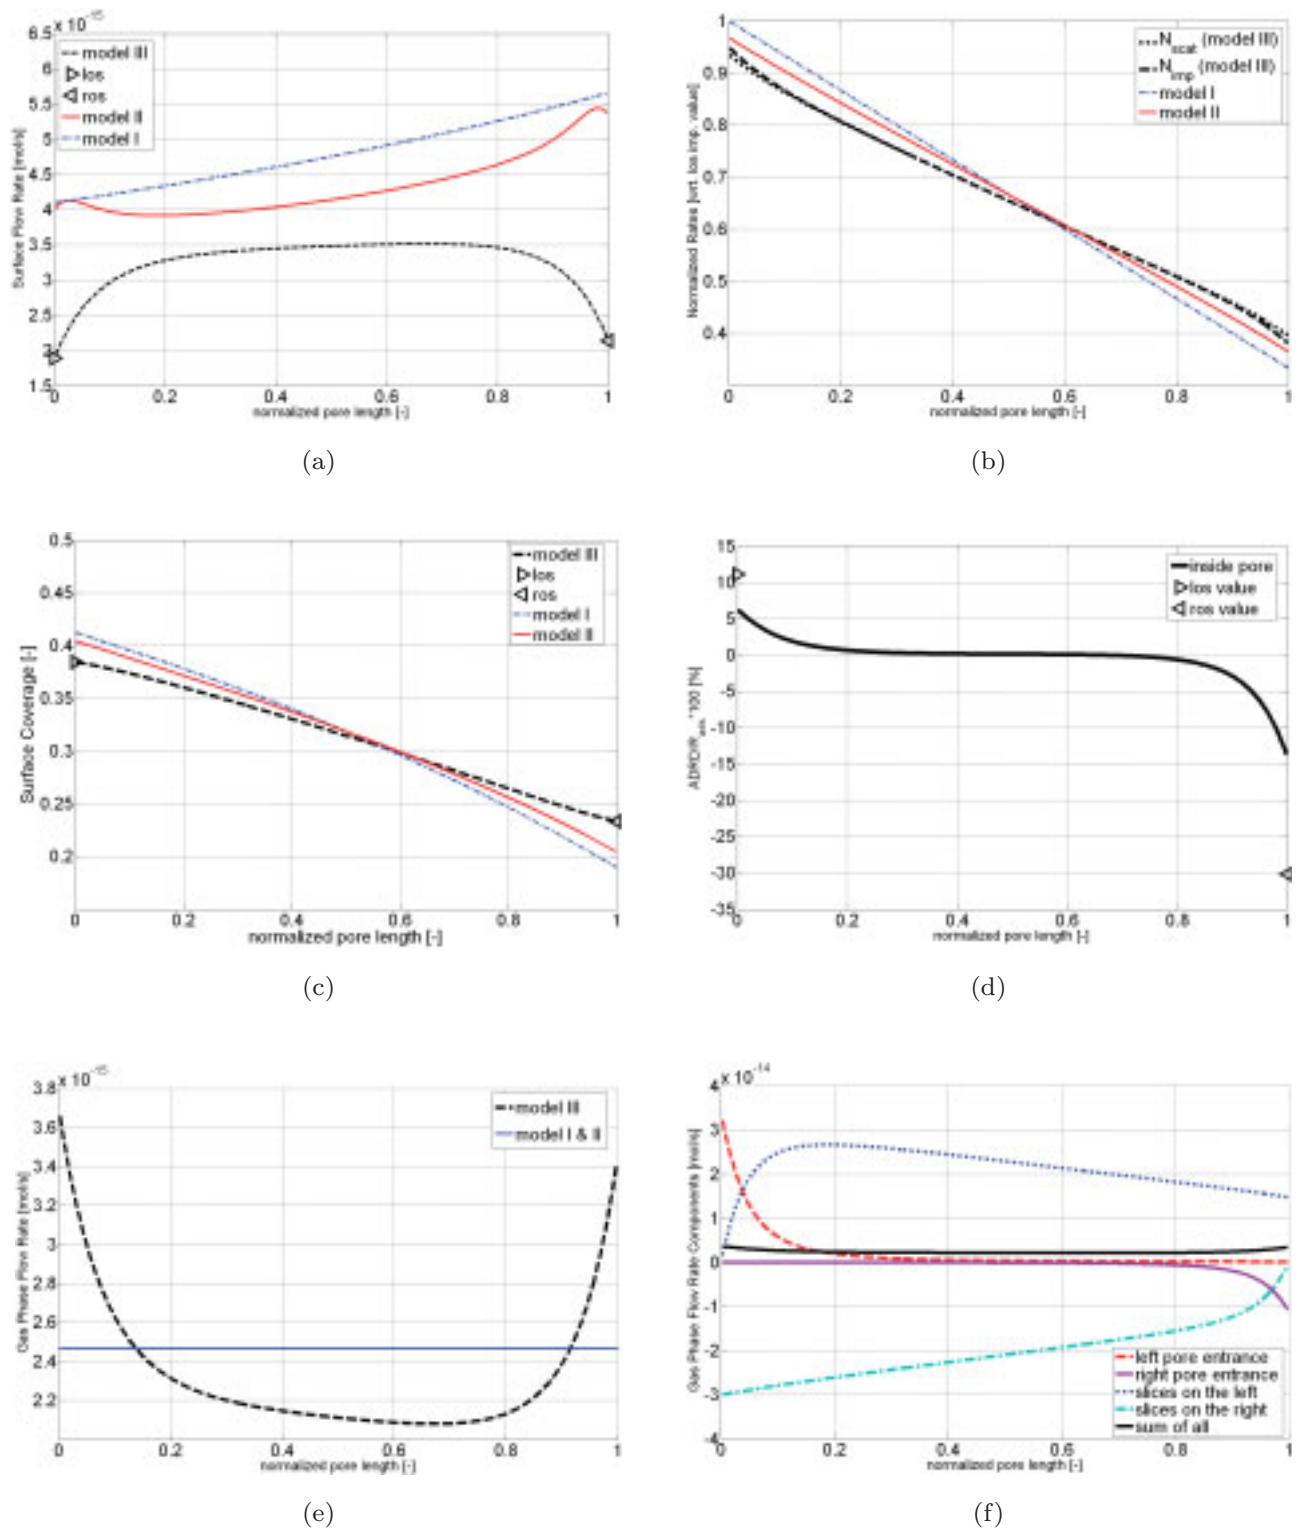 x 10^-15
6.5
6
5.5
5
4.5
4
3.5
3
2.5
2
1.5
0
0.2
0.4
0.6
0.8
1
Surface Flow Rate [mol/s]
normalized pore length [-]
model III
los
ros
model II
model I
(a)
1
0.9
0.8
0.7
0.6
0.5
0.4
0
0.2
0.4
0.6
0.8
1
Normalized Rates [wrt. los imp. value]
normalized pore length [-]
N_scat (model III)
N_imp (model III)
model I
model II
(b)
0.5
0.45
0.4
0.35
0.3
0.25
0.2
0
0.2
0.4
0.6
0.8
1
Surface Coverage [-]
normalized pore length [-]
model III
los
ros
model I
model II
(c)
15
10
5
0
-5
-10
-15
-20
-25
-30
-35
0
0.2
0.4
0.6
0.8
1
*100 [%]
normalized pore length [-]
inside pore
los value
ros value
(d)
x 10^-15
3.8
3.6
3.4
3.2
3
2.8
2.6
2.4
2.2
0
0.2
0.4
0.6
0.8
1
Gas Phase Flow Rate [mol/s]
normalized pore length [-]
model III
model I & II
(e)
x 10^-14
4
3
2
1
0
-1
-2
-3
-4
0
0.2
0.4
0.6
0.8
1
Gas Phase Flow Rate Components [mol/s]
normalized pore length [-]
left pore entrance
right pore entrance
slices on the left
slices on the right
sum of all
(f)